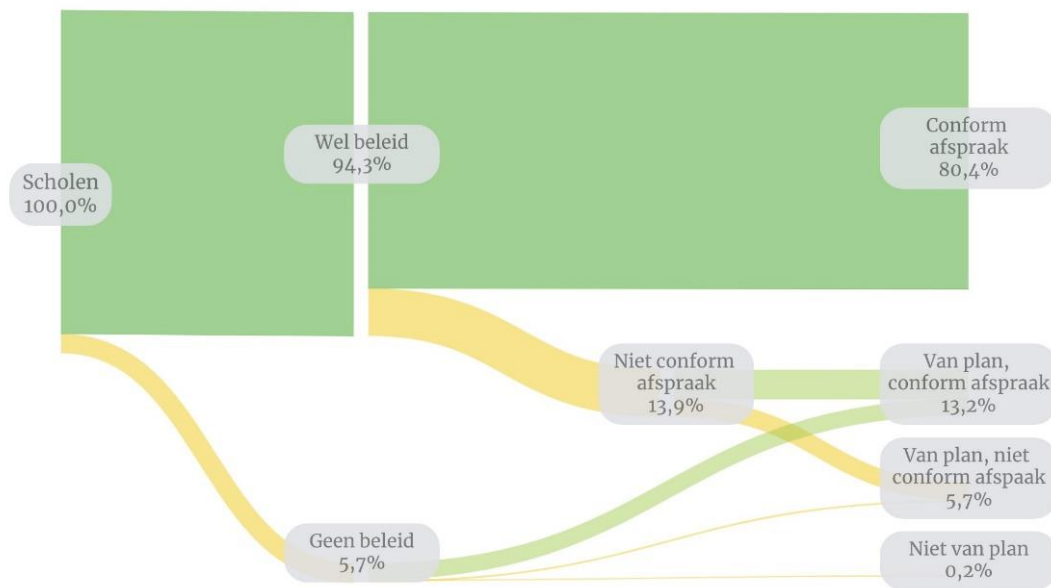 Scholen
100,0%
Wel beleid
94,3%
Conform
afspraak
80,4%
Niet conform
afspraak
13,9%
Van plan,
conform afspraak
13,2%
Van plan, niet
conform afspaak
5,7%
Geen beleid
5,7%
Niet van plan
0,2%